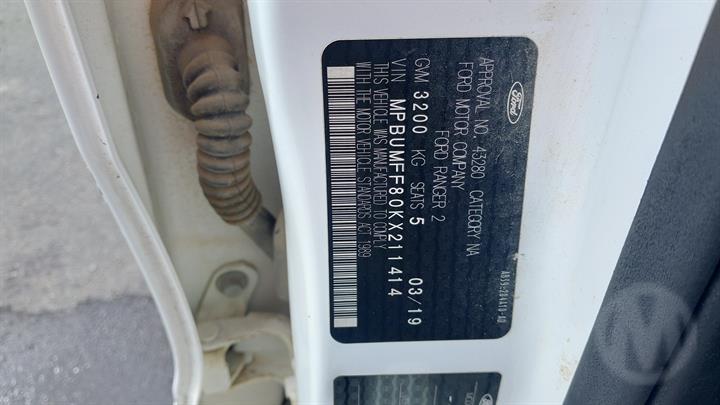 Ford
APPROVAL NO. 43280 CATEGORY NA
FORD MOTOR COMPANY
FORD RANGER 2
GVM 3200 KG SEATS 5 03/19
VIN MPBUMFF80KX211414
THIS VEHICLE WAS MANUFACTURED TO COMPLY
WITH THE MOTOR VEHICLE STANDARDS ACT 1989
Ford